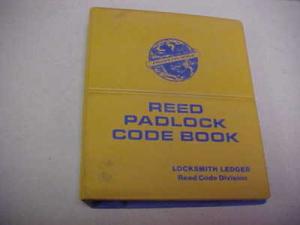 REED
PADLOCK
CODE BOOK
LOCKSMITH LEDGER
Reed Code Division